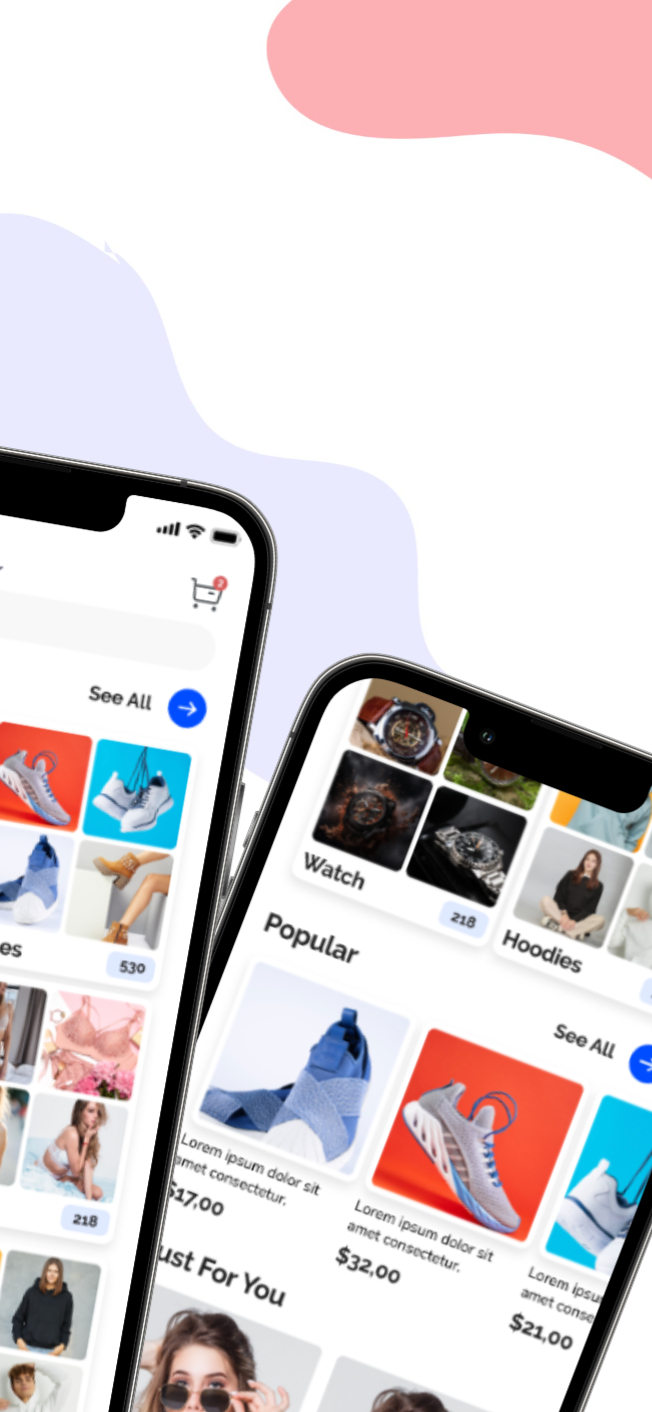 2
See All
es
530
218
Watch
218
Hoodies
Popular
See All
Lorem ipsum dolor sit
amet consectetur.
$17,00
Lorem ipsum dolor sit
amet consectetur.
$32,00
Lorem ipsu
amet conse
$21,00
ust For You